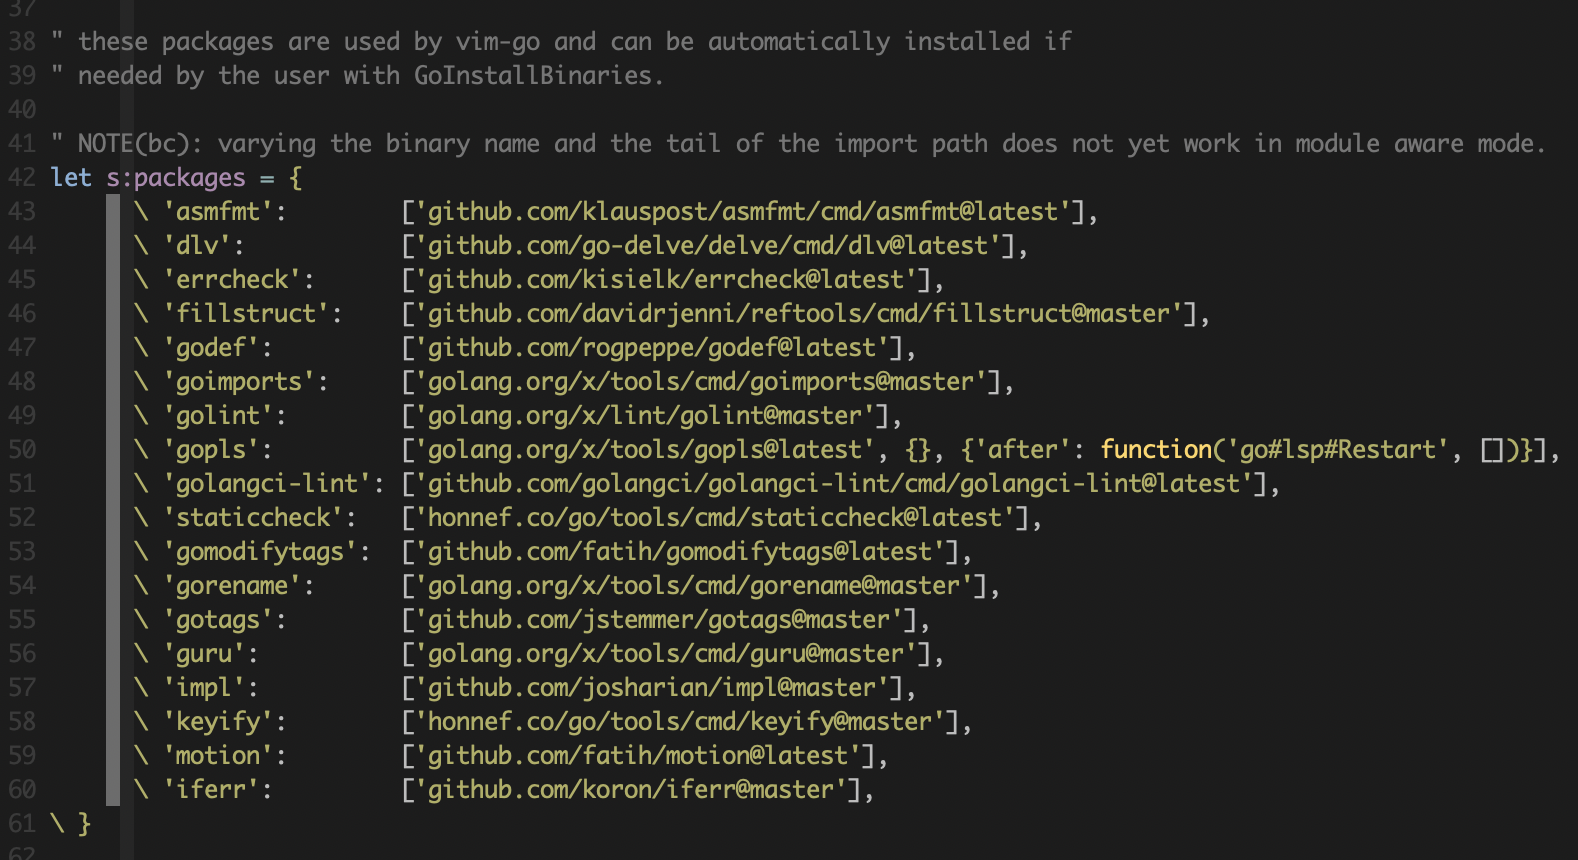 37
38 " these packages are used by vim-go and can be automatically installed if
39 " needed by the user with GoInstallBinaries.
40
41 " NOTE(bc): varying the binary name and the tail of the import path does not yet work in module aware mode.
42 let s:packages = {
43 \ 'asmfmt':        ['github.com/klauspost/asmfmt/cmd/asmfmt@latest'],
44 \ 'dlv':           ['github.com/go-delve/delve/cmd/dlv@latest'],
45 \ 'errcheck':      ['github.com/kisielk/errcheck@latest'],
46 \ 'fillstruct':    ['github.com/davidrjenni/reftools/cmd/fillstruct@master'],
47 \ 'godef':         ['github.com/rogpeppe/godef@latest'],
48 \ 'goimports':     ['golang.org/x/tools/cmd/goimports@master'],
49 \ 'golint':        ['golang.org/x/lint/golint@master'],
50 \ 'gopls':         ['golang.org/x/tools/gopls@latest', {}, {'after': function('go#lsp#Restart', [])}],
51 \ 'golangci-lint': ['github.com/golangci/golangci-lint/cmd/golangci-lint@latest'],
52 \ 'staticcheck':   ['honnef.co/go/tools/cmd/staticcheck@latest'],
53 \ 'gomodifytags':  ['github.com/fatih/gomodifytags@latest'],
54 \ 'gorename':      ['golang.org/x/tools/cmd/gorename@master'],
55 \ 'gotags':        ['github.com/jstemmer/gotags@master'],
56 \ 'guru':          ['golang.org/x/tools/cmd/guru@master'],
57 \ 'impl':          ['github.com/josharian/impl@master'],
58 \ 'keyify':        ['honnef.co/go/tools/cmd/keyify@master'],
59 \ 'motion':        ['github.com/fatih/motion@latest'],
60 \ 'iferr':         ['github.com/koron/iferr@master'],
61 \ }
62